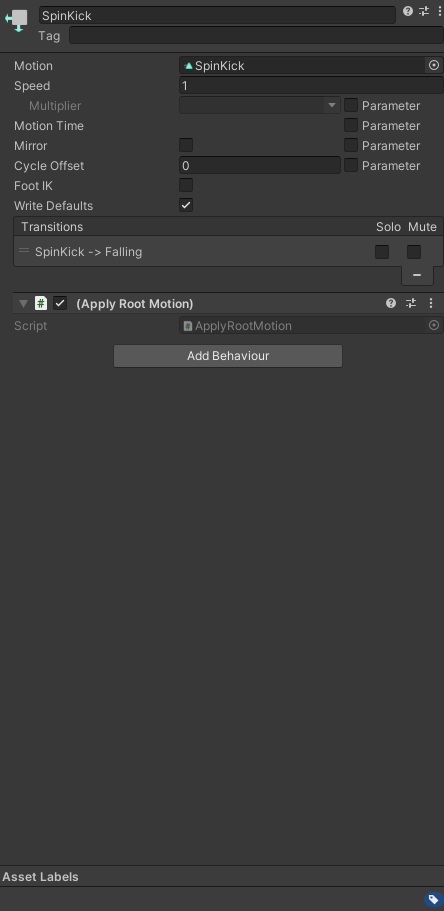 SpinKick
Tag
Motion SpinKick
Speed 1
Multiplier Parameter
Motion Time Parameter
Mirror Parameter
Cycle Offset 0 Parameter
Foot IK
Write Defaults
Transitions Solo Mute
SpinKick -> Falling
# (Apply Root Motion)
Script ApplyRootMotion
Add Behaviour
Asset Labels